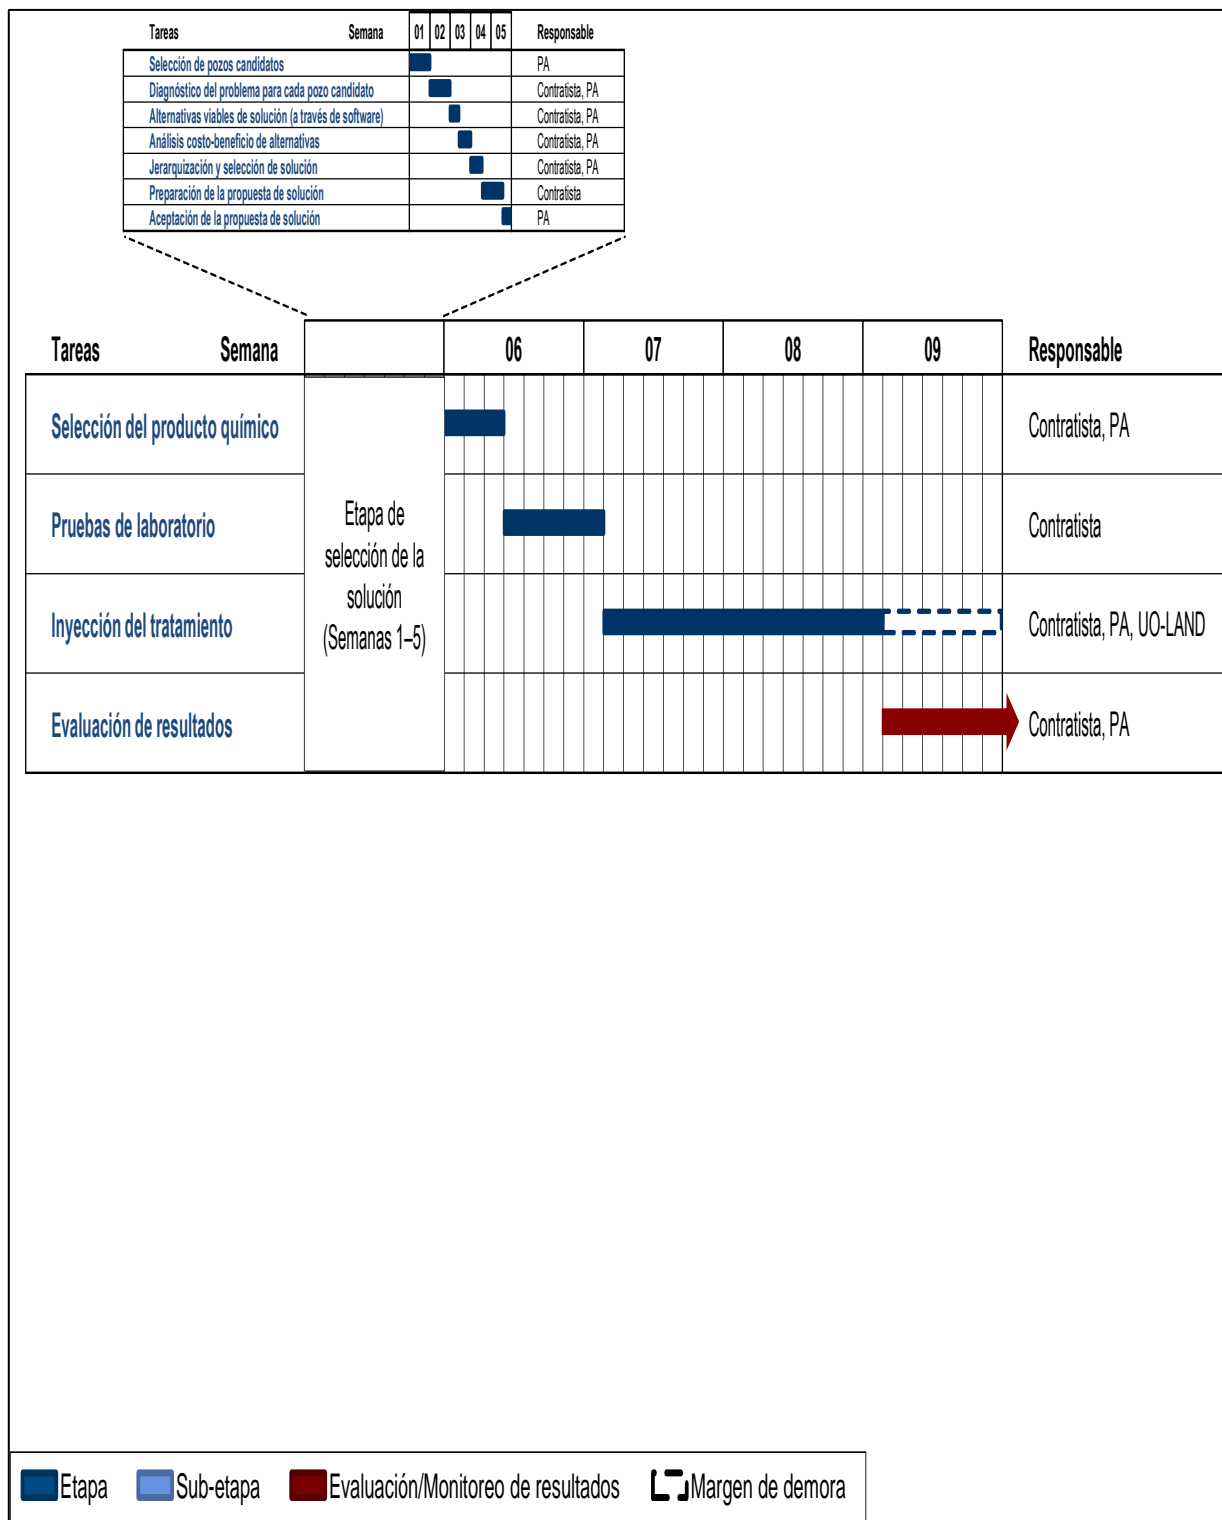 Tareas Semana 01 02 03 04 05 Responsable
Selección de pozos candidatos PA
Diagnóstico del problema para cada pozo candidato Contratista, PA
Alternativas viables de solución (a través de software) Contratista, PA
Análisis costo-beneficio de alternativas Contratista, PA
Jerarquización y selección de solución Contratista, PA
Preparación de la propuesta de solución Contratista
Aceptación de la propuesta de solución PA
Tareas Semana 06 07 08 09 Responsable
Selección del producto químico Contratista, PA
Pruebas de laboratorio Contratista
Inyección del tratamiento Contratista, PA, UO-LAND
Evaluación de resultados Contratista, PA
Etapa de
selección de la
solución
(Semanas 1–5)
Etapa Sub-etapa Evaluación/Monitoreo de resultados Margen de demora